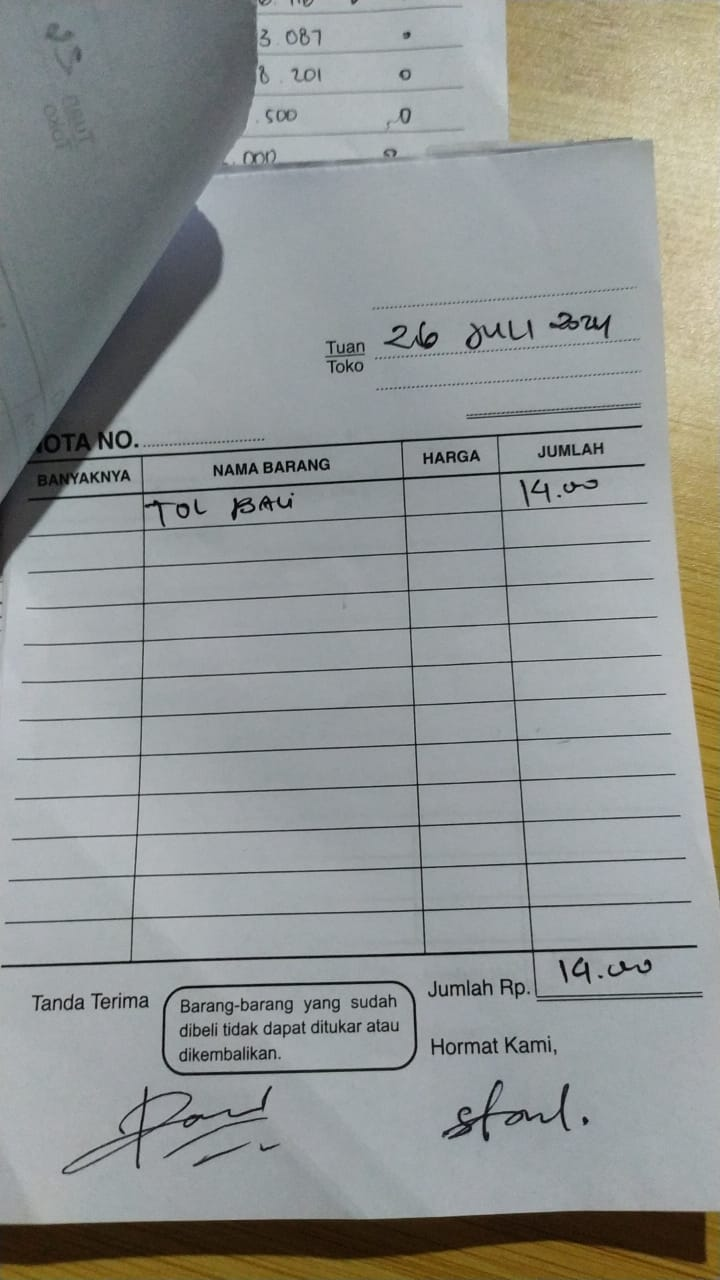 3.087
8.201
.500
.000
26 JULI 2024
Tuan
Toko
NOTA NO.
BANYAKNYA NAMA BARANG HARGA JUMLAH
TOL BALI 14.00
Jumlah Rp. 14.00
Tanda Terima
Barang-barang yang sudah
dibeli tidak dapat ditukar atau
dikembalikan.
Hormat Kami,